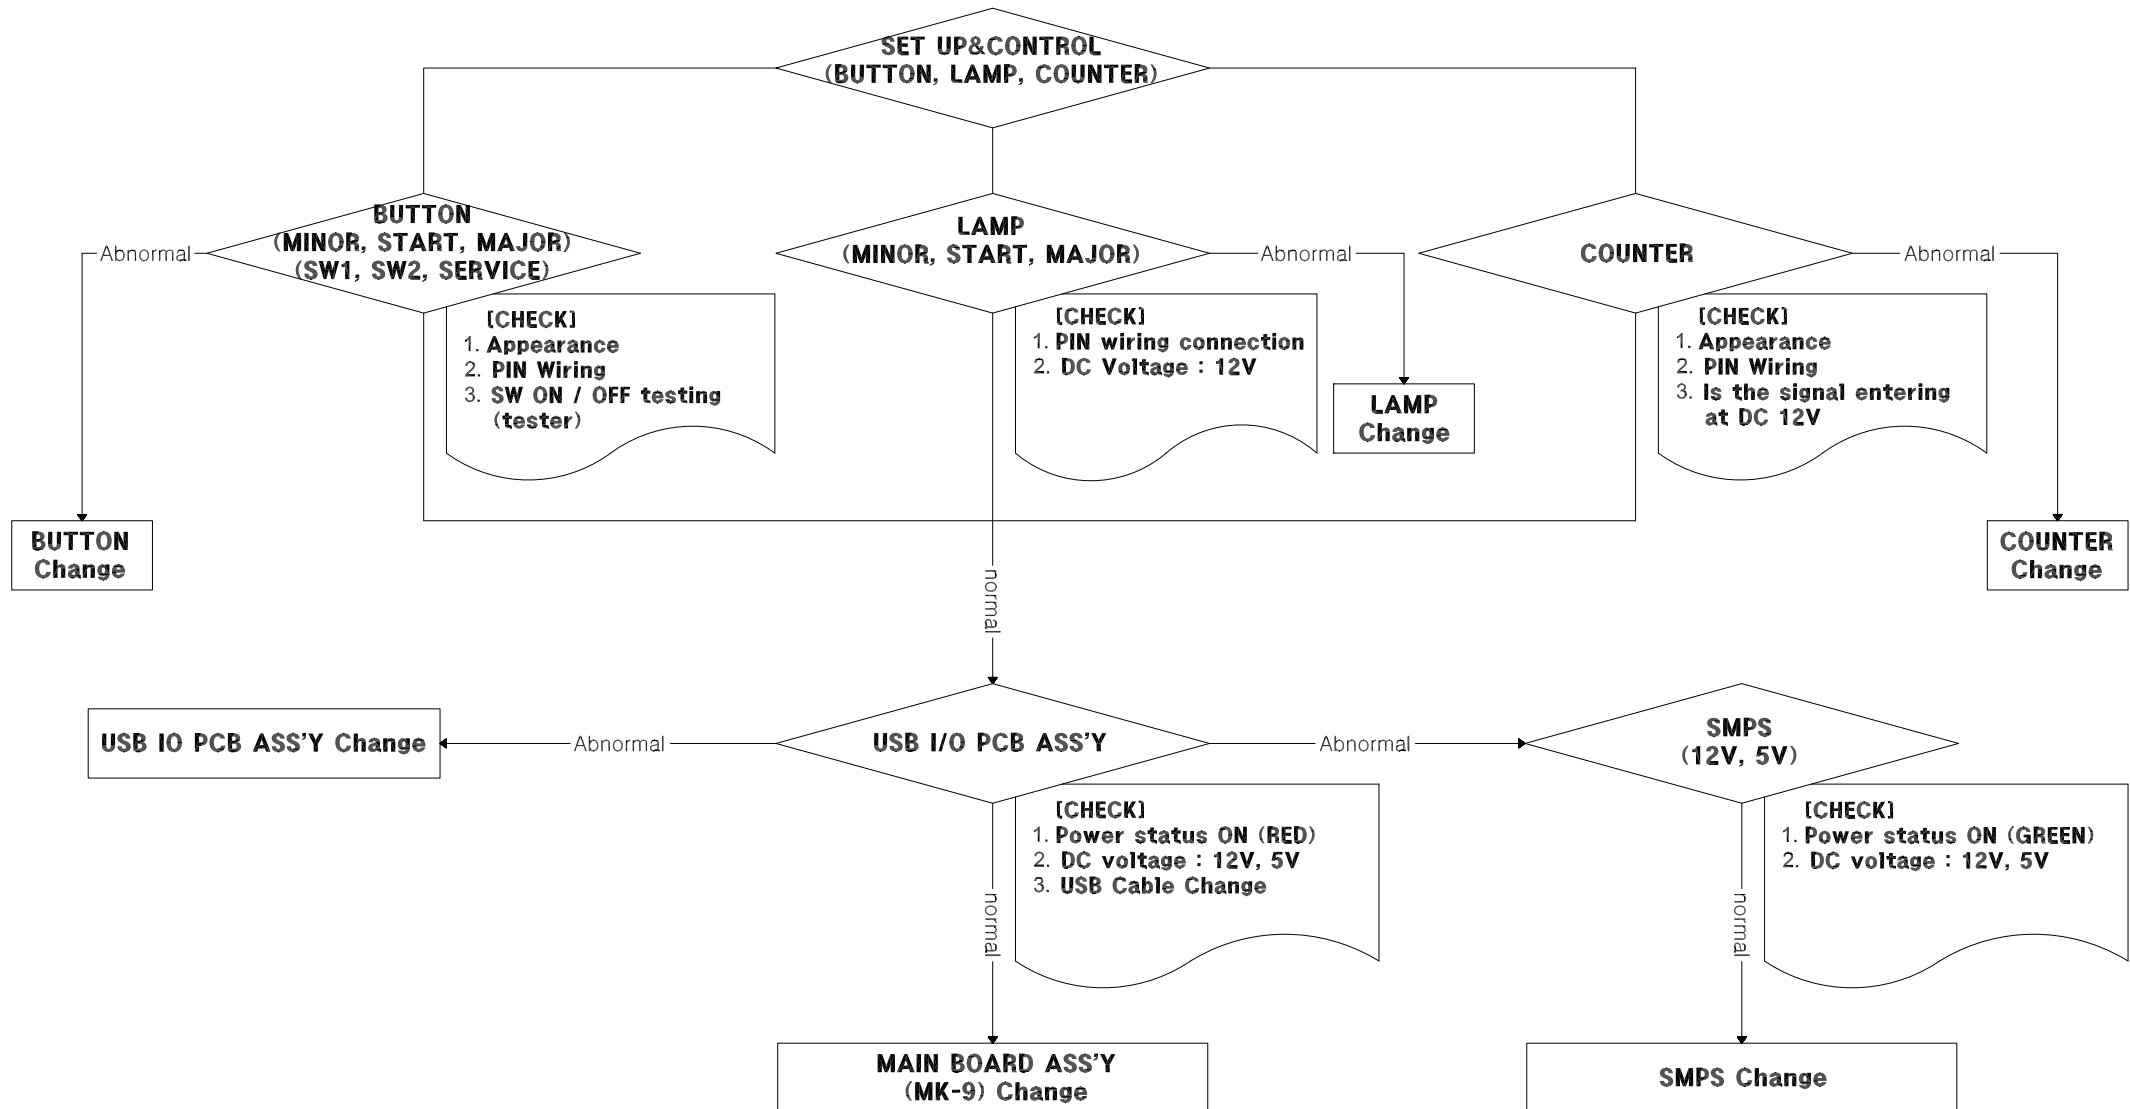 SET UP&CONTROL
(BUTTON, LAMP, COUNTER)
Abnormal
BUTTON
(MINOR, START, MAJOR)
(SW1, SW2, SERVICE)
LAMP
(MINOR, START, MAJOR)
Abnormal
COUNTER
Abnormal
[CHECK]
1. Appearance
2. PIN Wiring
3. SW ON / OFF testing
(tester)
[CHECK]
1. PIN wiring connection
2. DC Voltage : 12V
LAMP
Change
[CHECK]
1. Appearance
2. PIN Wiring
3. Is the signal entering
at DC 12V
BUTTON
Change
COUNTER
Change
normal
USB IO PCB ASS'Y Change
Abnormal
USB I/O PCB ASS'Y
Abnormal
SMPS
(12V, 5V)
[CHECK]
1. Power status ON (RED)
2. DC voltage : 12V, 5V
3. USB Cable Change
[CHECK]
1. Power status ON (GREEN)
2. DC voltage : 12V, 5V
normal
normal
MAIN BOARD ASS'Y
(MK-9) Change
SMPS Change